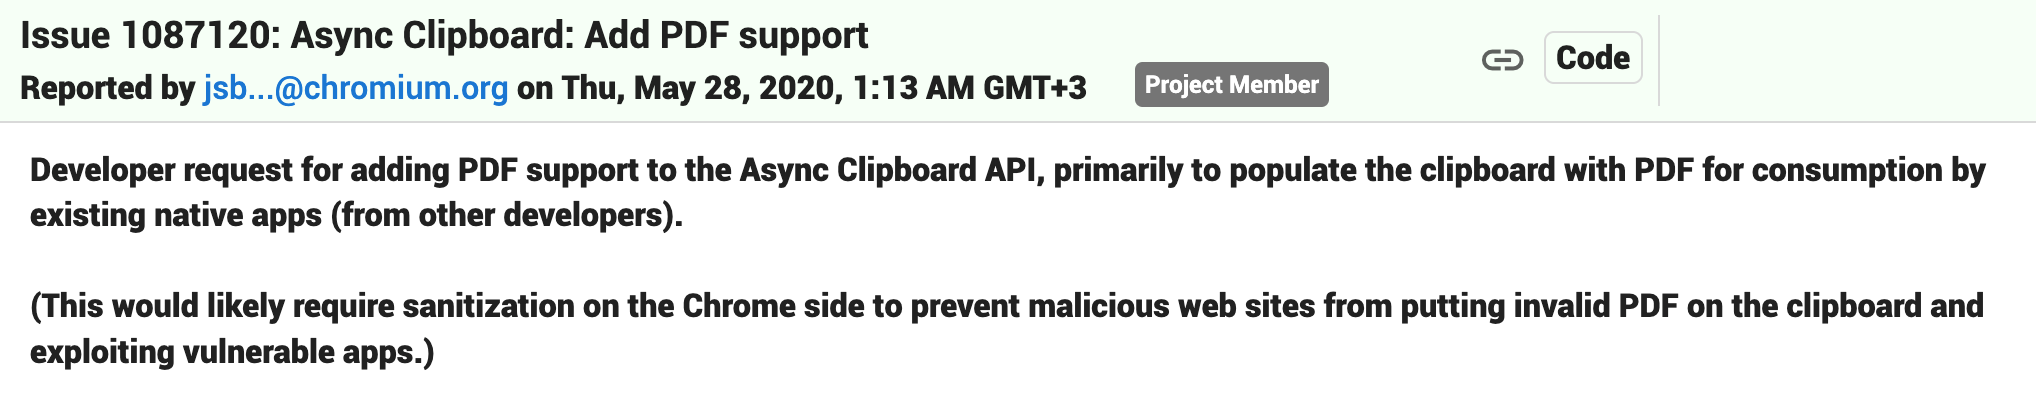 Issue 1087120: Async Clipboard: Add PDF support
Reported by jsb...@chromium.org on Thu, May 28, 2020, 1:13 AM GMT+3 Project Member
Code
Developer request for adding PDF support to the Async Clipboard API, primarily to populate the clipboard with PDF for consumption by
existing native apps (from other developers).
(This would likely require sanitization on the Chrome side to prevent malicious web sites from putting invalid PDF on the clipboard and
exploiting vulnerable apps.)